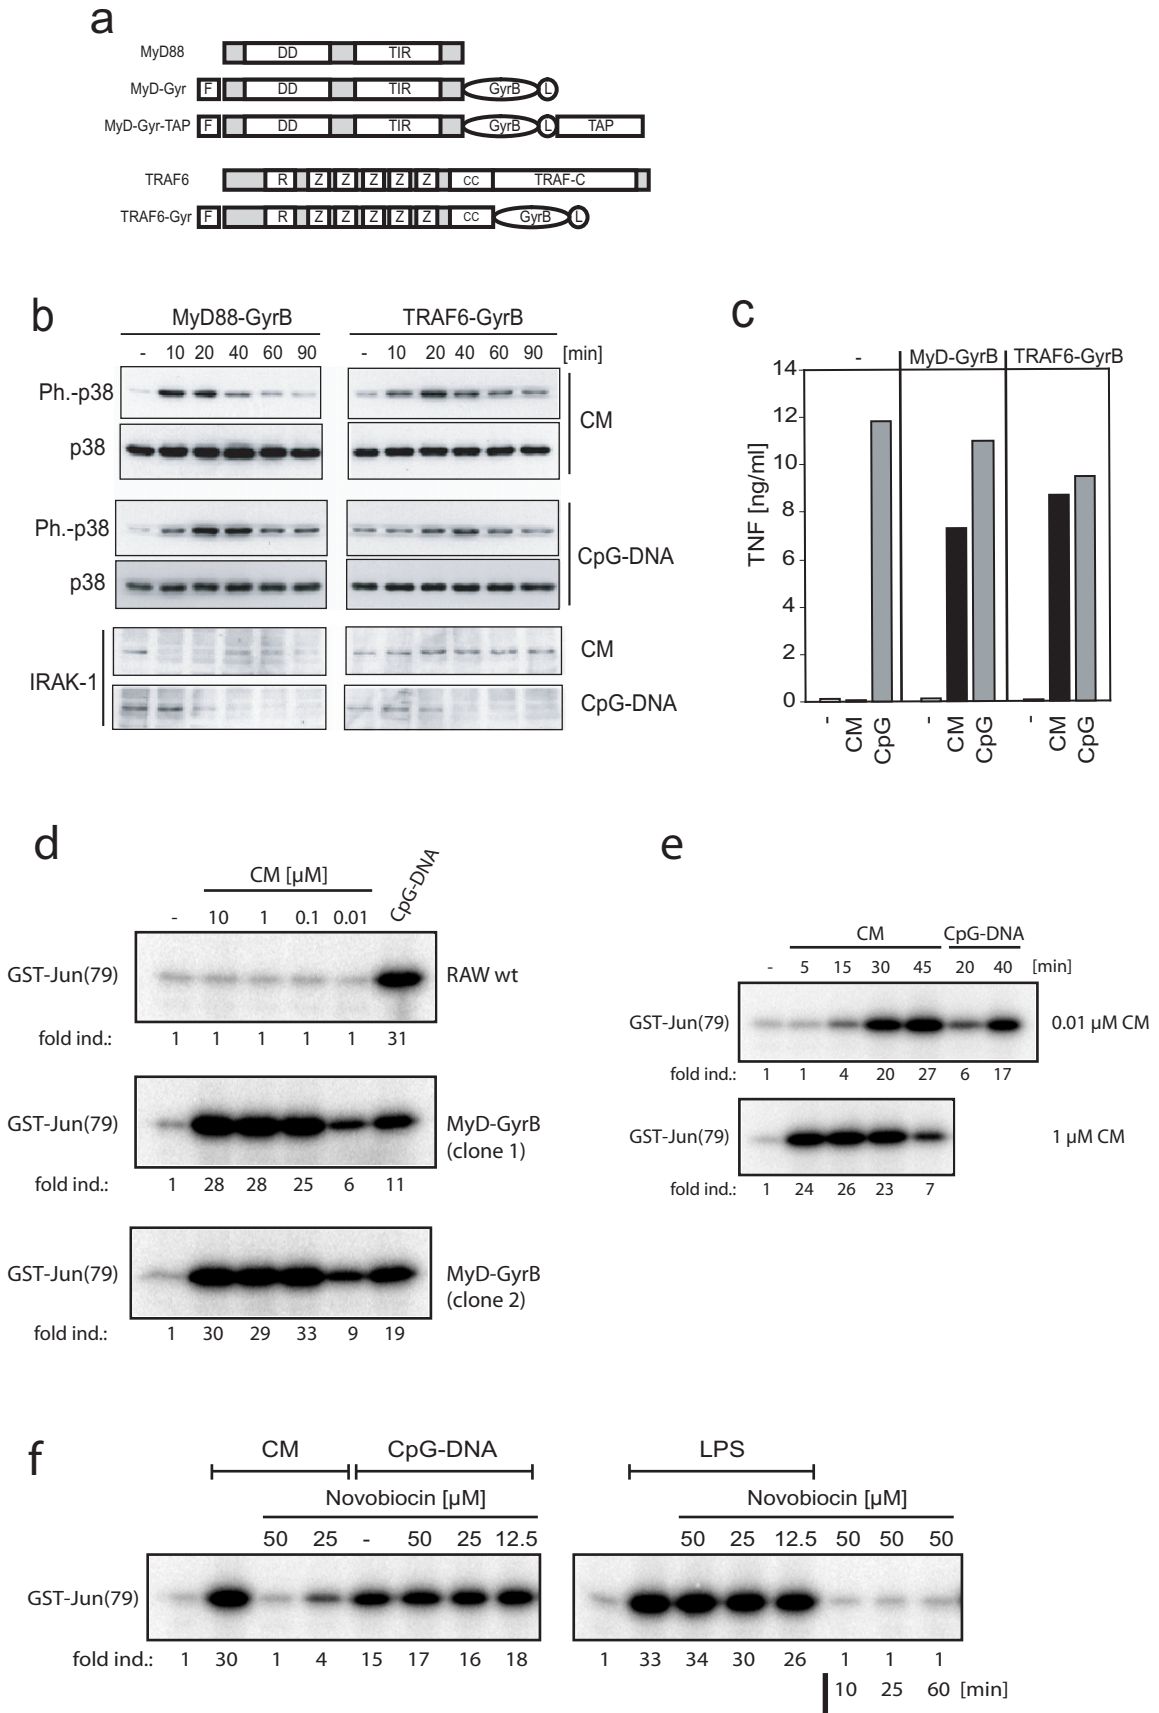 a
MyD88 DD TIR
MyD-Gyr F DD TIR GyrB L
MyD-Gyr-TAP F DD TIR GyrB L TAP
TRAF6 R Z Z Z Z Z CC TRAF-C
TRAF6-Gyr F R Z Z Z Z Z CC GyrB L
b
MyD88-GyrB TRAF6-GyrB
- 10 20 40 60 90 - 10 20 40 60 90 [min]
Ph.-p38
CM
p38
Ph.-p38
CpG-DNA
p38
CM
IRAK-1
CpG-DNA
c
- MyD-GyrB TRAF6-GyrB
14
12
10
8
6
4
2
0
TNF [ng/ml]
- CM CpG - CM CpG - CM CpG
d
CM [µM] CpG-DNA
- 10 1 0.1 0.01
GST-Jun(79) RAW wt
fold ind.: 1 1 1 1 1 31
GST-Jun(79) MyD-GyrB
(clone 1)
fold ind.: 1 28 28 25 6 11
GST-Jun(79) MyD-GyrB
(clone 2)
fold ind.: 1 30 29 33 9 19
e
CM CpG-DNA
- 5 15 30 45 20 40 [min]
GST-Jun(79) 0.01 µM CM
fold ind.: 1 1 4 20 27 6 17
GST-Jun(79) 1 µM CM
fold ind.: 1 24 26 23 7
f
CM CpG-DNA LPS
Novobiocin [µM] Novobiocin [µM]
50 25 - 50 25 12.5 50 25 12.5 50 50 50
GST-Jun(79)
fold ind.: 1 30 1 4 15 17 16 18 1 33 34 30 26 1 1 1
10 25 60 [min]